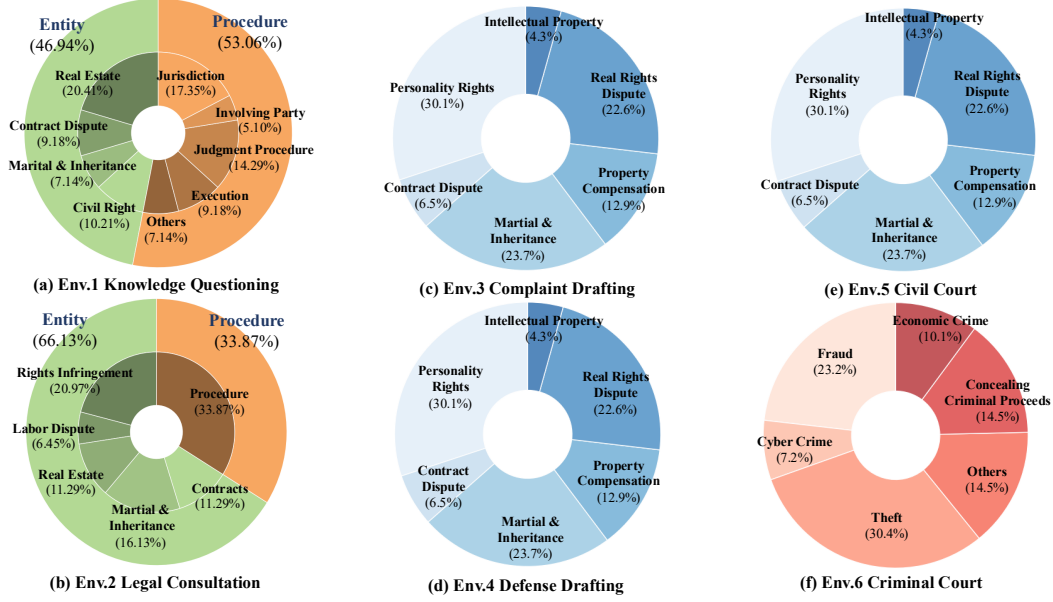 Entity
(46.94%)
Procedure
(53.06%)
Real Estate
(20.41%)
Jurisdiction
(17.35%)
Involving Party
(5.10%)
Contract Dispute
(9.18%)
Judgment Procedure
(14.29%)
Marital & Inheritance
(7.14%)
Execution
(9.18%)
Civil Right
(10.21%)
Others
(7.14%)
(a) Env.1 Knowledge Questioning
Intellectual Property
(4.3%)
Personality Rights
(30.1%)
Real Rights
Dispute
(22.6%)
Contract Dispute
(6.5%)
Property
Compensation
(12.9%)
Martial &
Inheritance
(23.7%)
(c) Env.3 Complaint Drafting
Intellectual Property
(4.3%)
Personality
Rights
(30.1%)
Real Rights
Dispute
(22.6%)
Contract Dispute
(6.5%)
Property
Compensation
(12.9%)
Martial &
Inheritance
(23.7%)
(e) Env.5 Civil Court
Entity
(66.13%)
Procedure
(33.87%)
Rights Infringement
(20.97%)
Procedure
(33.87%)
Labor Dispute
(6.45%)
Real Estate
(11.29%)
Contracts
(11.29%)
Marital &
Inheritance
(16.13%)
(b) Env.2 Legal Consultation
Intellectual Property
(4.3%)
Personality
Rights
(30.1%)
Real Rights
Dispute
(22.6%)
Contract
Dispute
(6.5%)
Property
Compensation
(12.9%)
Martial &
Inheritance
(23.7%)
(d) Env.4 Defense Drafting
Economic Crime
(10.1%)
Fraud
(23.2%)
Concealing
Criminal Proceeds
(14.5%)
Cyber Crime
(7.2%)
Others
(14.5%)
Theft
(30.4%)
(f) Env.6 Criminal Court